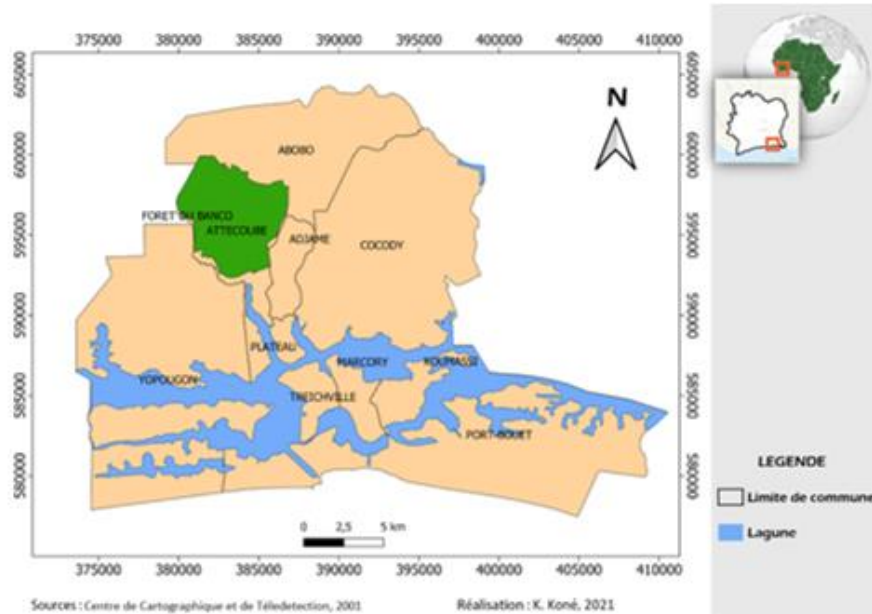 375000 380000 385000 390000 395000 400000 405000 410000
605000
600000
595000
590000
585000
580000
N
ABOBO
FORET DU BANCO
ATTECOUBE
ADJAME
COCODY
PLATEAU
MARCORY
KOUMASSI
YOPOUGON
TREICHVILLE
PORT-BOUET
0 2,5 5 km
605000
600000
595000
590000
585000
580000
375000 380000 385000 390000 395000 400000 405000 410000
LEGENDE
Limite de commune
Lagune
Sources : Centre de Cartographique et de Télédetection, 2001
Réalisation : K. Koné, 2021